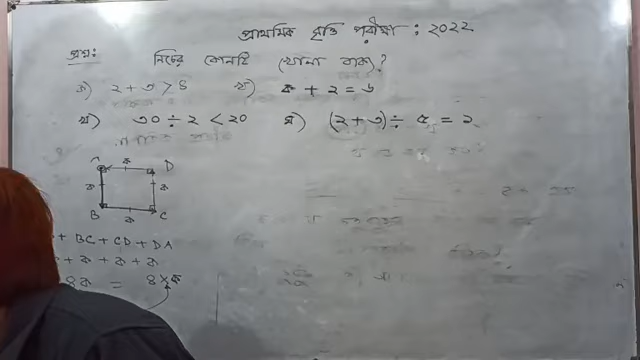 প্রাথমিক বৃত্তি পরীক্ষা : ২০২২
প্রশ্ন: নিচের কোনটি খোলা বাক্য?
ক) ২ + ৩ > ৪ খ) ক + ২ = ৬
গ) ৩০ ÷ ২ < ২০ ঘ) (২ + ৩) ÷ ৫ = ১
A ক D
ক ক
B ক C
+ BC + CD + DA
+ ক + ক + ক
৪ক = ৪ × ক